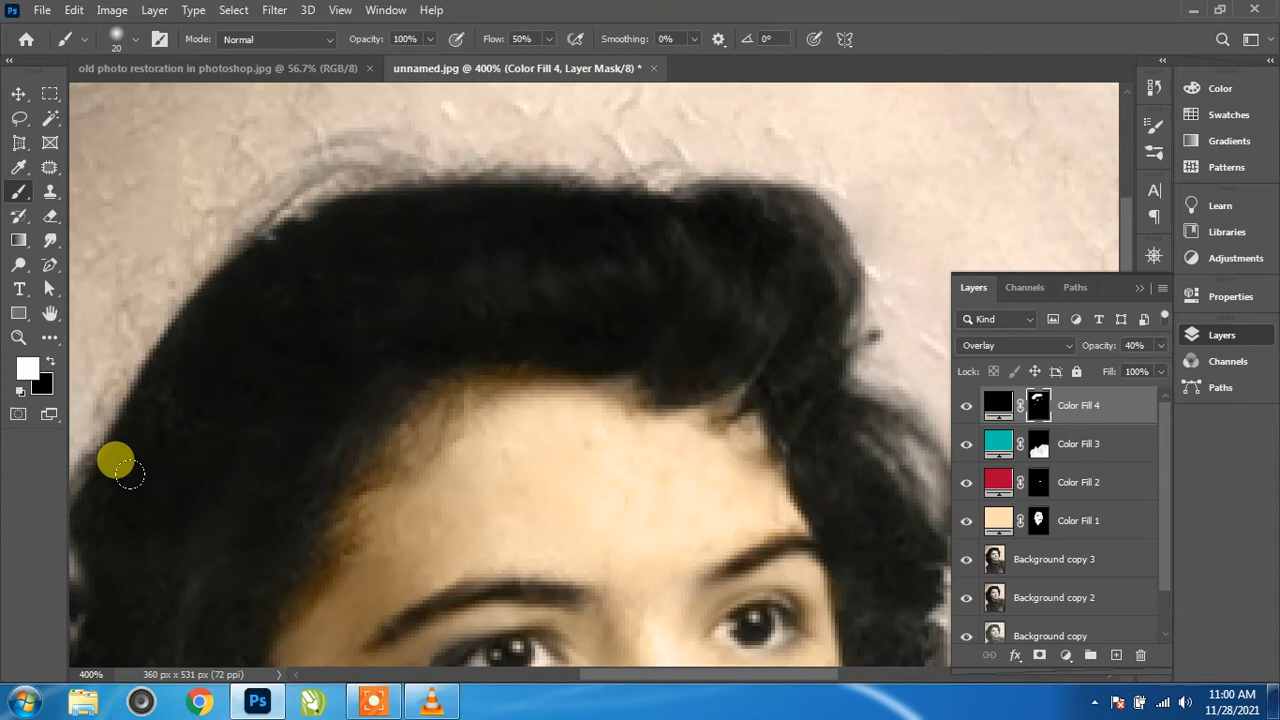 Ps File Edit Image Layer Type Select Filter 3D View Window Help
20 Mode: Normal Opacity: 100% Flow: 50% Smoothing: 0% 0°
old photo restoration in photoshop.jpg @ 56.7% (RGB/8) × unnamed.jpg @ 400% (Color Fill 4, Layer Mask/8) * ×
Color
Swatches
Gradients
Patterns
Learn
Libraries
Adjustments
Properties
Layers
Channels
Paths
Layers Channels Paths
Kind
Overlay Opacity: 40%
Lock: Fill: 100%
Color Fill 4
Color Fill 3
Color Fill 2
Color Fill 1
Background copy 3
Background copy 2
Background copy
fx
400% 360 px x 531 px (72 ppi)
Ps
11:00 AM
11/28/2021